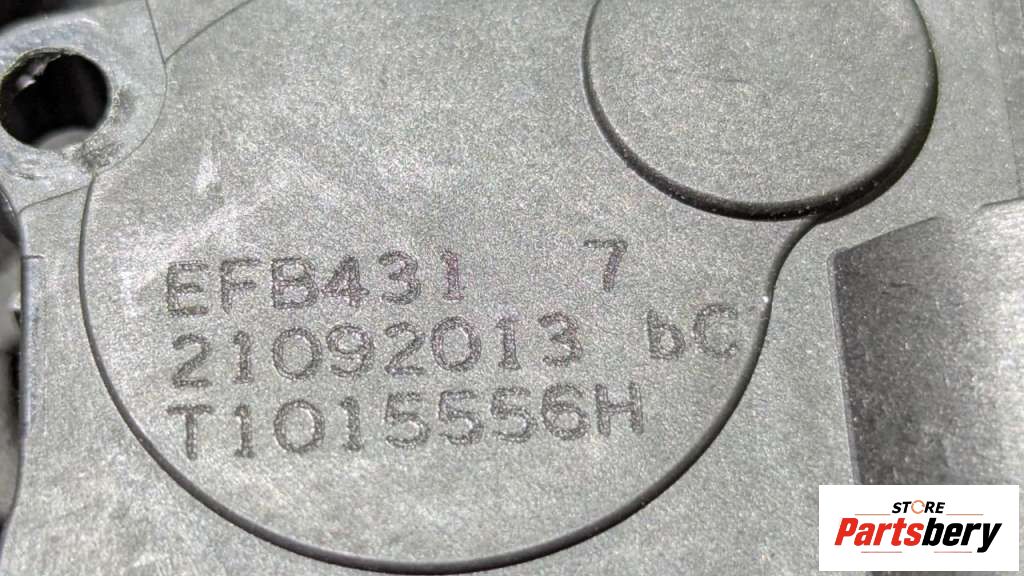 EFB431 7
21092013 bC
T1015556H
STORE
Partsbery